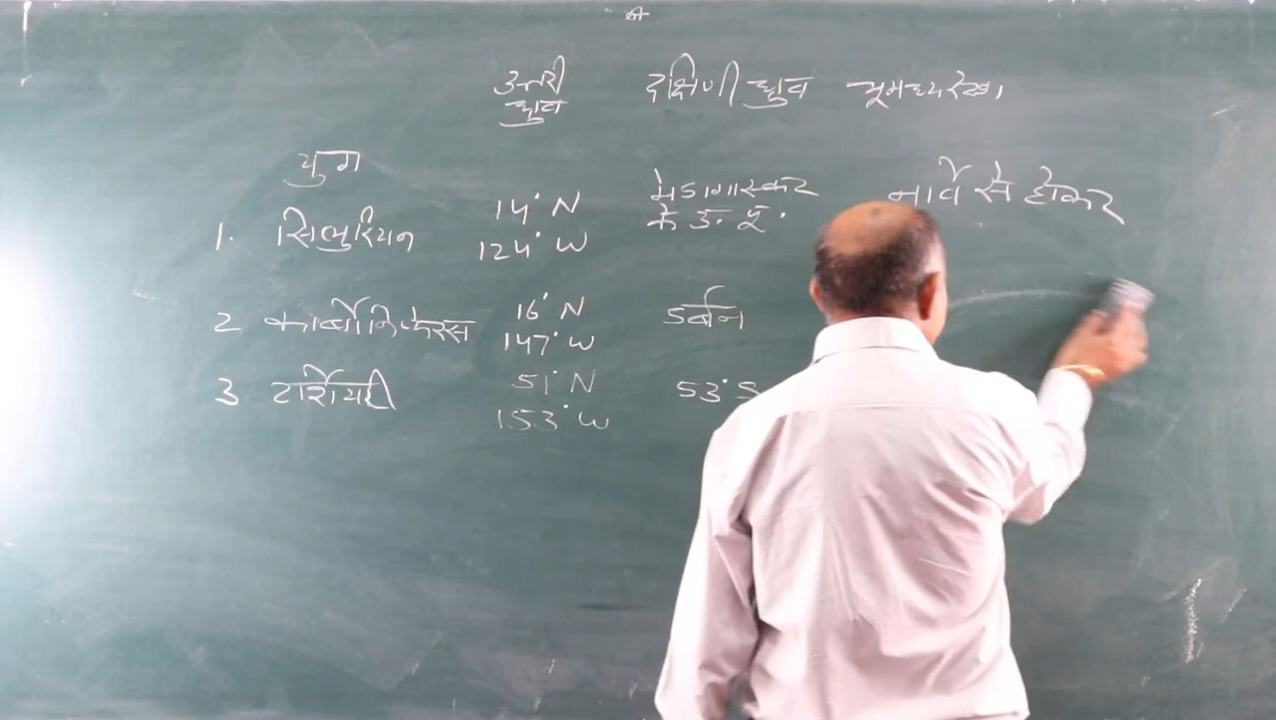 उत्तरी ध्रुव दक्षिणी ध्रुव भूमध्य रेखा
युग
1. सिलुरियन 14° N 124° W मेडागास्कर के उ. पू. नार्वे से होकर
2 कार्बोनिफेरस 16° N 147° W डर्बन
3 टर्शियरी 51° N 153° W 53° S